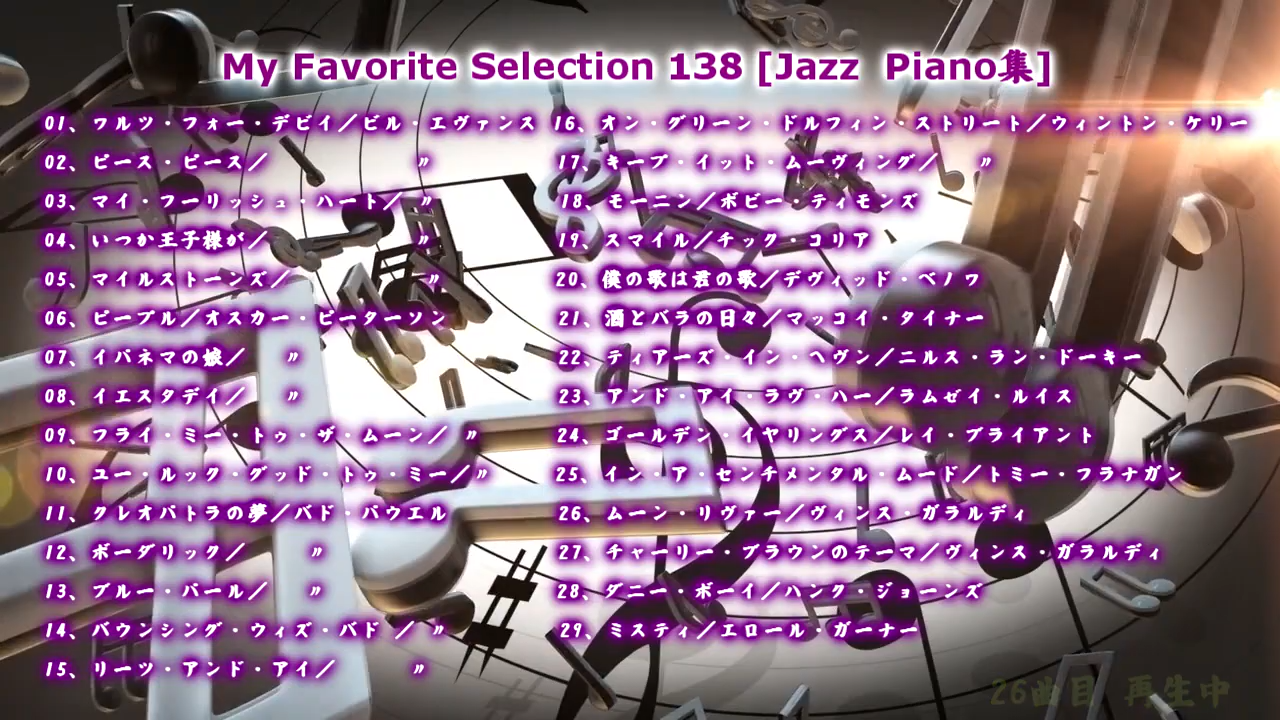 My Favorite Selection 138 [Jazz Piano集]
01、ワルツ・フォー・デビイ／ビル・エヴァンス
02、ピース・ピース／ 〃
03、マイ・フーリッシュ・ハート／ 〃
04、いつか王子様が／ 〃
05、マイルストーンズ／ 〃
06、ピープル／オスカー・ピーターソン
07、イパネマの娘／ 〃
08、イエスタデイ／ 〃
09、フライ・ミー・トゥ・ザ・ムーン／ 〃
10、ユー・ルック・グッド・トゥ・ミー／〃
11、クレオパトラの夢／バド・パウエル
12、ボーダリック／ 〃
13、ブルー・パール／ 〃
14、バウンシング・ウィズ・バド ／ 〃
15、リーツ・アンド・アイ／ 〃
16、オン・グリーン・ドルフィン・ストリート／ウィントン・ケリー
17、キープ・イット・ムーヴィング／ 〃
18、モーニン／ボビー・ティモンズ
19、スマイル／チック・コリア
20、僕の歌は君の歌／デヴィッド・ベノワ
21、酒とバラの日々／マッコイ・タイナー
22、ティアーズ・イン・ヘヴン／ニルス・ラン・ドーキー
23、アンド・アイ・ラヴ・ハー／ラムゼイ・ルイス
24、ゴールデン・イヤリングス／レイ・ブライアント
25、イン・ア・センチメンタル・ムード／トミー・フラナガン
26、ムーン・リヴァー／ヴィンス・ガラルディ
27、チャーリー・ブラウンのテーマ／ヴィンス・ガラルディ
28、ダニー・ボーイ／ハンク・ジョーンズ
29、ミスティ／エロール・ガーナー
26曲目 再生中